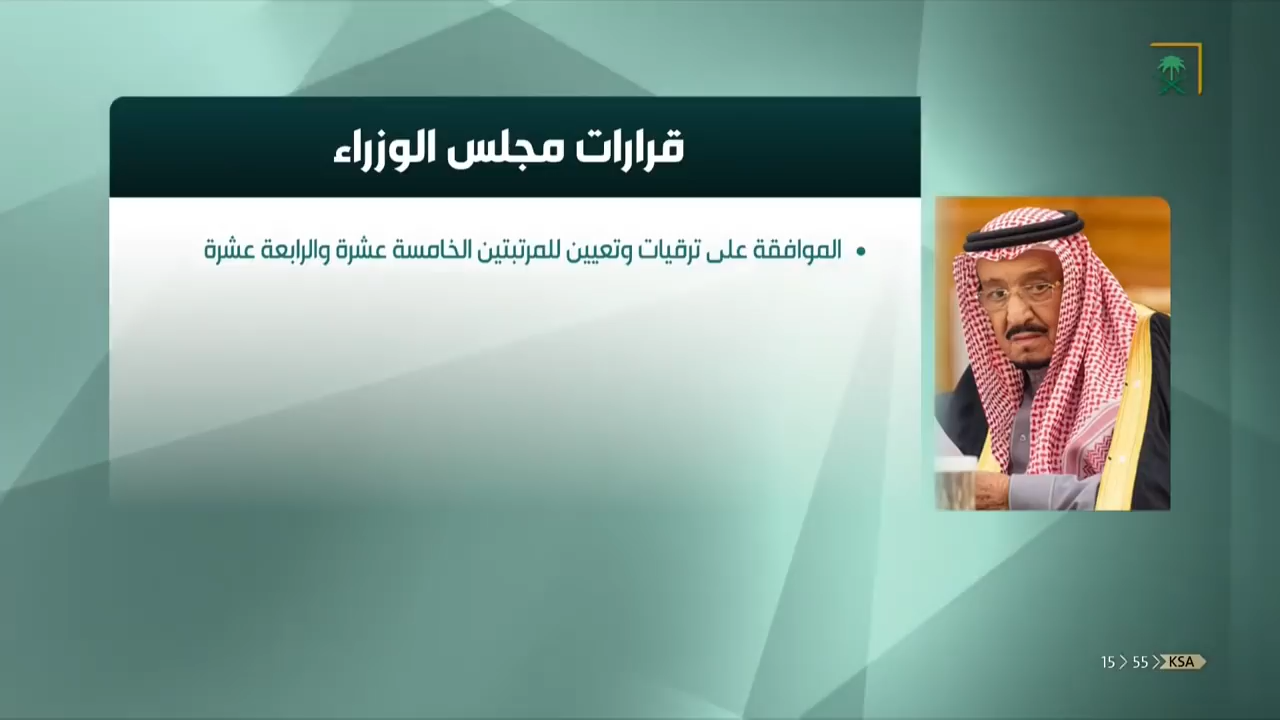 قرارات مجلس الوزراء
• الموافقة على ترقيات وتعيين للمرتبتين الخامسة عشرة والرابعة عشرة
15 > 55 >> KSA